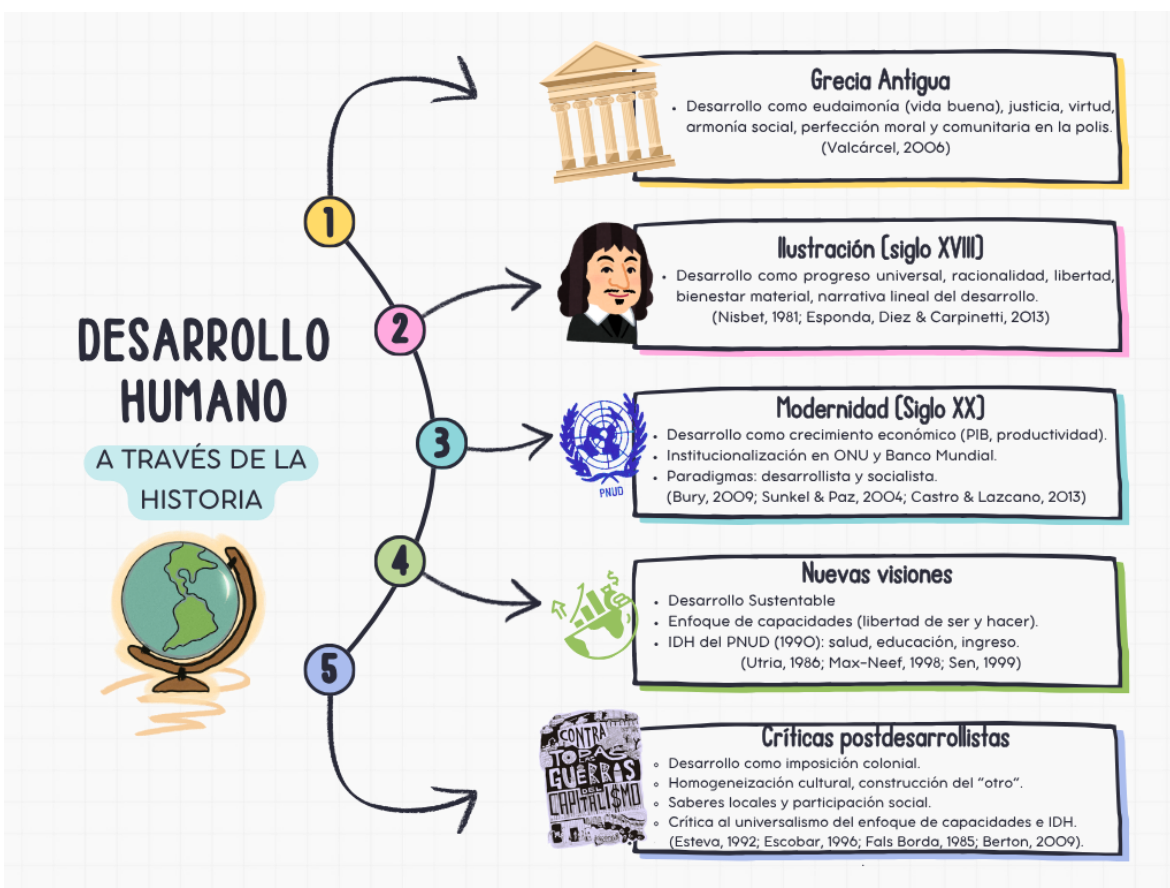 DESARROLLO
HUMANO
A TRAVÉS DE LA
HISTORIA
1
Grecia Antigua
• Desarrollo como eudaimonía (vida buena), justicia, virtud,
armonía social, perfección moral y comunitaria en la polis.
(Valcárcel, 2006)
2
Ilustración (siglo XVIII)
• Desarrollo como progreso universal, racionalidad, libertad,
bienestar material, narrativa lineal del desarrollo.
(Nisbet, 1981; Esponda, Diez & Carpinetti, 2013)
3
PNUD
Modernidad (Siglo XX)
• Desarrollo como crecimiento económico (PIB, productividad).
• Institucionalización en ONU y Banco Mundial.
• Paradigmas: desarrollista y socialista.
(Bury, 2009; Sunkel & Paz, 2004; Castro & Lazcano, 2013)
4
$
Nuevas visiones
• Desarrollo Sustentable
• Enfoque de capacidades (libertad de ser y hacer).
• IDH del PNUD (1990): salud, educación, ingreso.
(Utria, 1986; Max-Neef, 1998; Sen, 1999)
5
CONTRA
TODAS
LAS
GUERRAS
DEL
CAPITALI$MO
Críticas postdesarrollistas
◦ Desarrollo como imposición colonial.
◦ Homogeneización cultural, construcción del "otro".
◦ Saberes locales y participación social.
◦ Crítica al universalismo del enfoque de capacidades e IDH.
(Esteva, 1992; Escobar, 1996; Fals Borda, 1985; Berton, 2009).